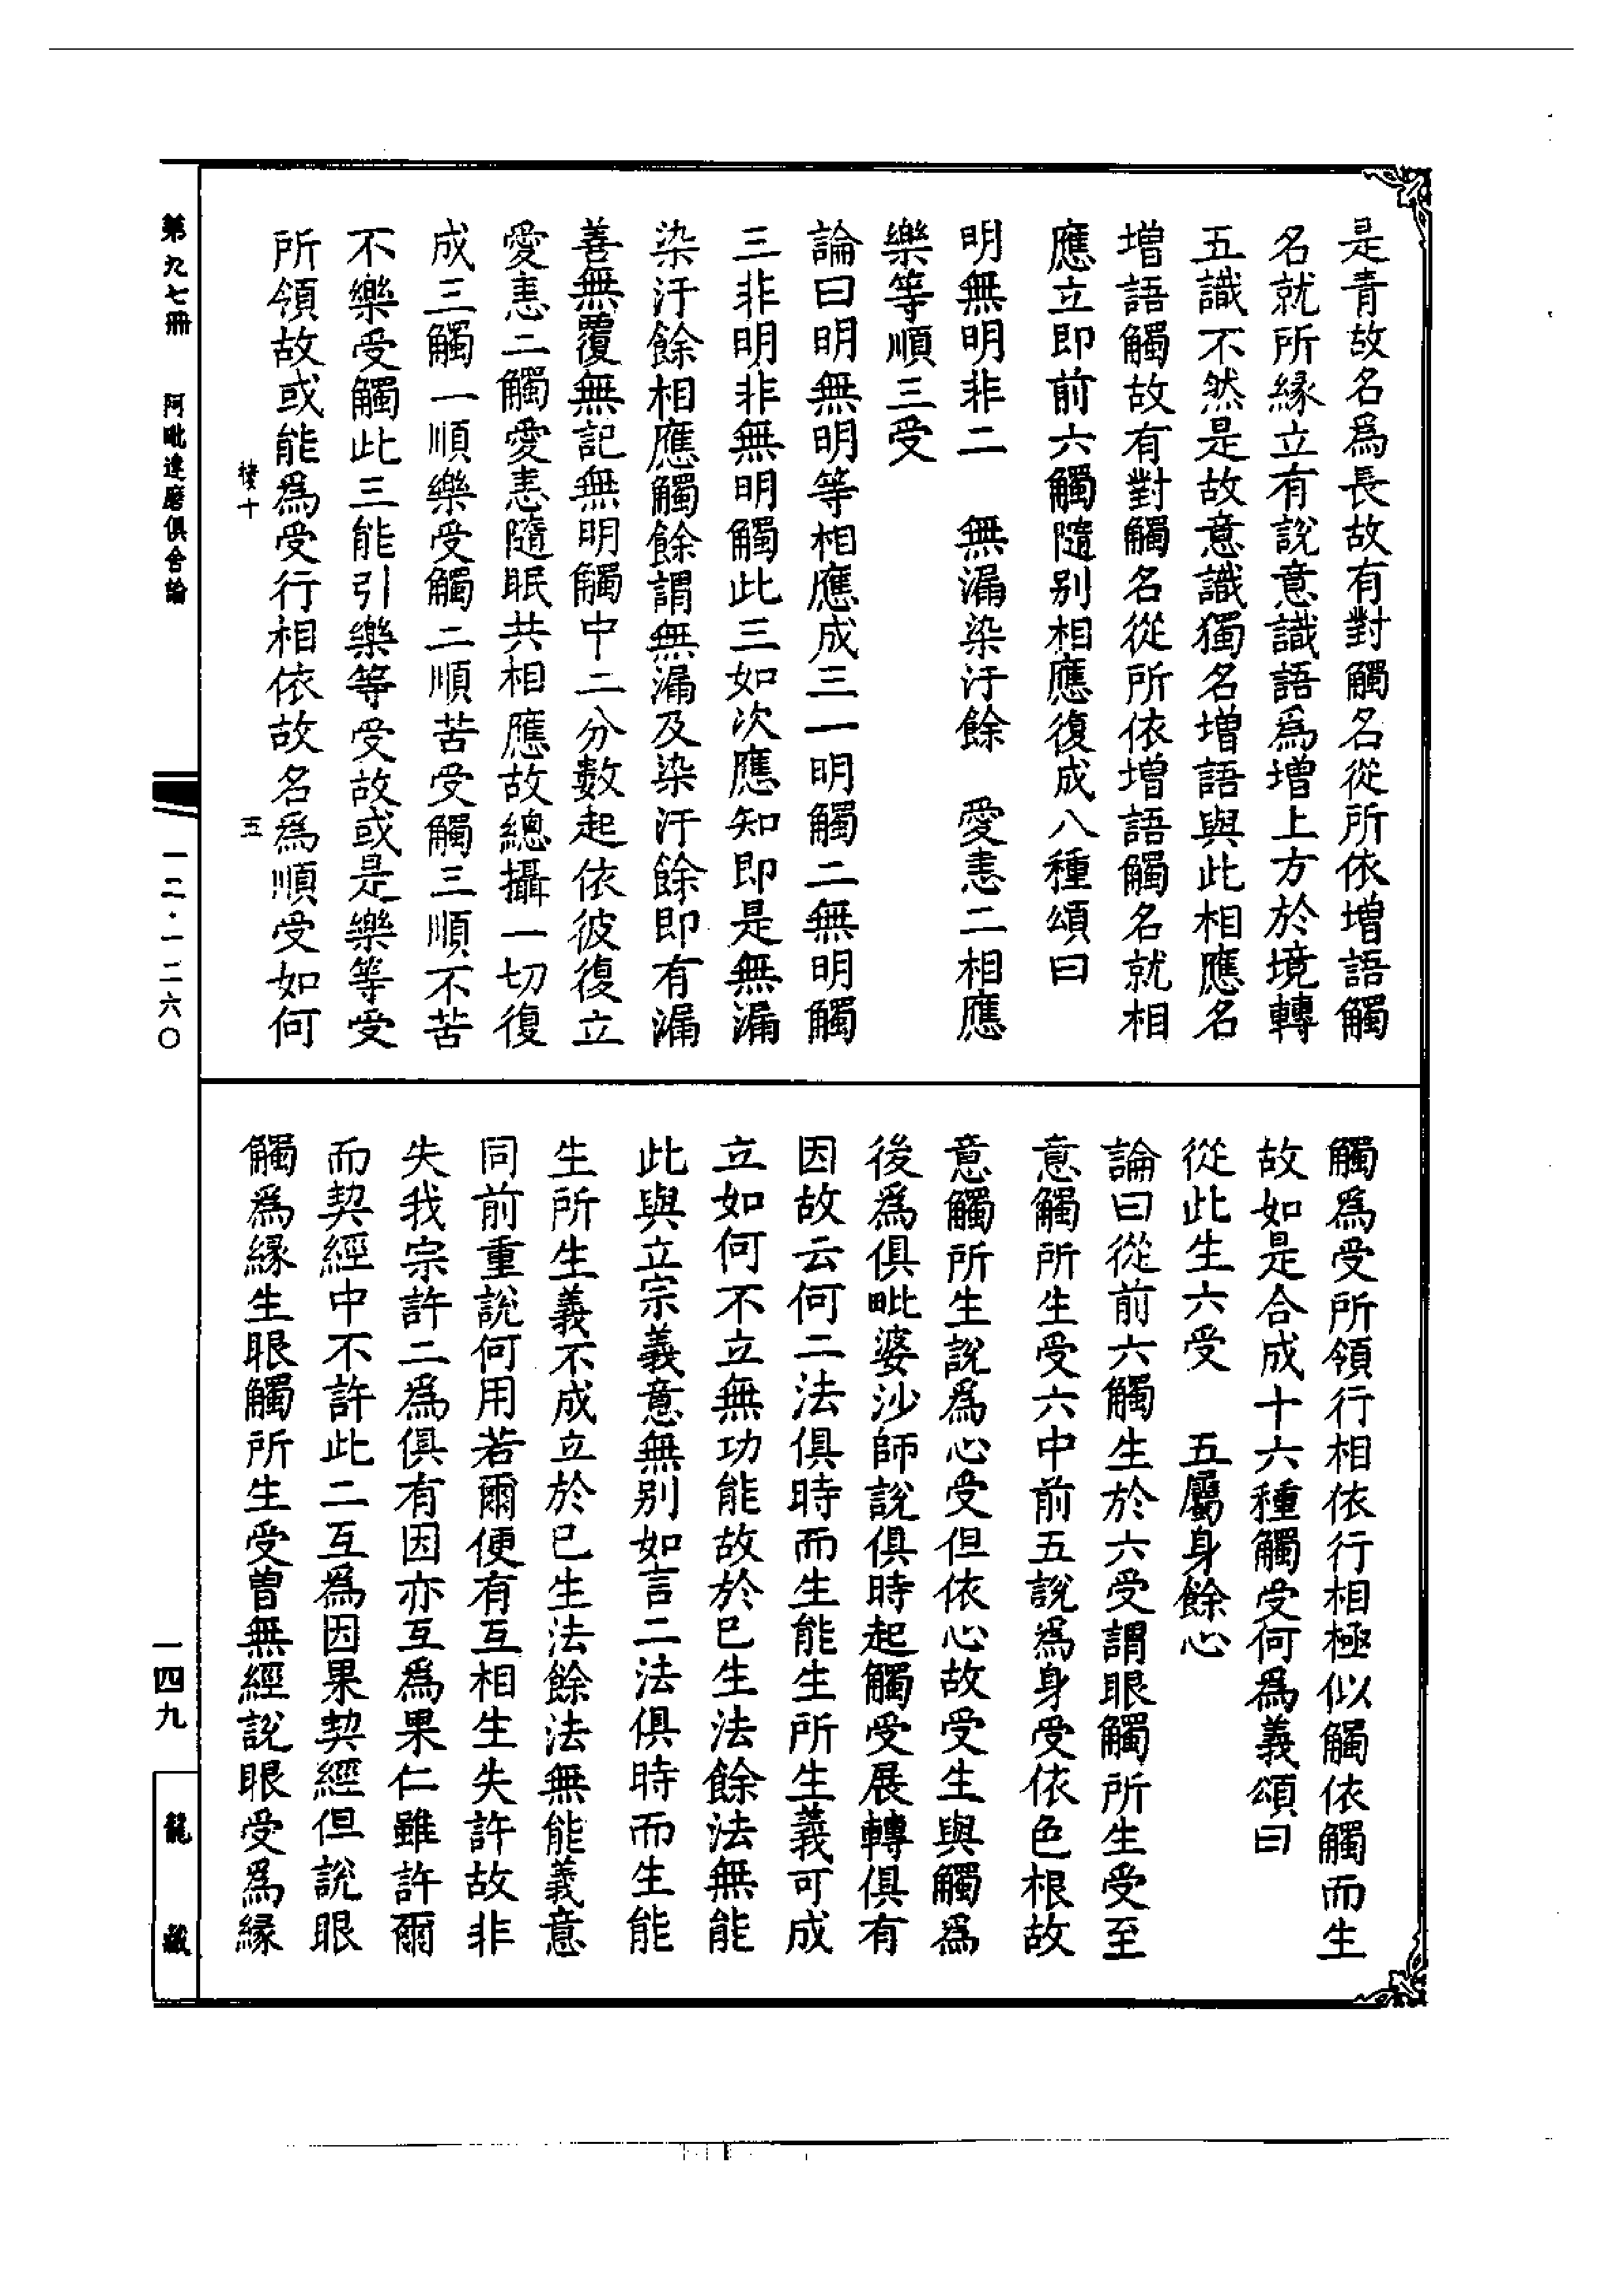 是青故名爲長故有對觸名從所依增語觸
名就所緣立有說意識語爲增上方於境轉
五識不然是故意識獨名增語與此相應名
增語觸故有對觸名從所依增語觸名就相
應立即前六觸隨别相應復成八種頌曰
明無明非二　無漏染汙餘　愛恚二相應
樂等順三受
論曰明無明等相應成三一明觸二無明觸
三非明非無明觸此三如次應知即是無漏
染汙餘相應觸餘謂無漏及染汙餘即有漏
善無覆無記無明觸中二分數起依彼復立
愛恚二觸愛恚隨眠共相應故總攝一切復
成三觸一順樂受觸二順苦受觸三順不苦
不樂受觸此三能引樂等受故或是樂等受
所領故或能爲受行相依故名爲順受如何
十　五
觸爲受所領行相依行相極似觸依觸而生
故如是合成十六種觸受何爲義頌曰
從此生六受　五屬身餘心
論曰從前六觸生於六受謂眼觸所生受至
意觸所生受六中前五說爲身受依色根故
意觸所生說爲心受但依心故受生與觸爲
後爲俱毗婆沙師說俱時起觸受展轉俱有
因故云何二法俱時而生能生所生義可成
立如何不立無功能故於已生法餘法無能
此與立宗義意無别如言二法俱時而生能
生所生義不成立於已生法餘法無能義意
同前重說何用若爾便有互相生失許故非
失我宗許二爲俱有因亦互爲果仁雖許爾
而契經中不許此二互爲因果契經但說眼
觸爲緣生眼觸所生受曾無經說眼受爲緣
第九七冊　阿毗達磨俱舍論　一二·一二六〇　一四九　龍藏